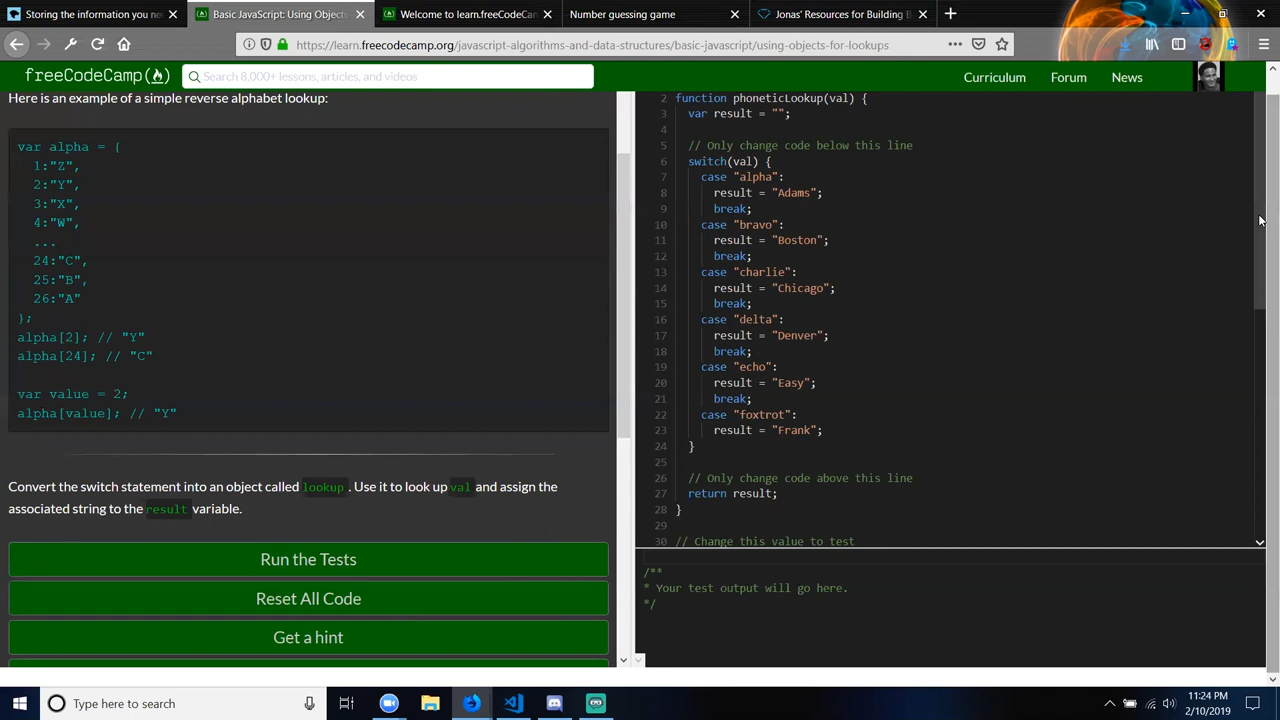 Storing the information you need
Basic JavaScript: Using Objects
Welcome to learn.freeCodeCam
Number guessing game
Jonas' Resources for Building B
https://learn.freecodecamp.org/javascript-algorithms-and-data-structures/basic-javascript/using-objects-for-lookups
freeCodeCamp
Search 8,000+ lessons, articles, and videos
Curriculum
Forum
News
Here is an example of a simple reverse alphabet lookup:
var alpha = {
1:"Z",
2:"Y",
3:"X",
4:"W",
...
24:"C",
25:"B",
26:"A"
};
alpha[2]; // "Y"
alpha[24]; // "C"
var value = 2;
alpha[value]; // "Y"
Convert the switch statement into an object called lookup. Use it to look up val and assign the
associated string to the result variable.
Run the Tests
Reset All Code
Get a hint
2 function phoneticLookup(val) {
3 var result = "";
4
5 // Only change code below this line
6 switch(val) {
7 case "alpha":
8 result = "Adams";
9 break;
10 case "bravo":
11 result = "Boston";
12 break;
13 case "charlie":
14 result = "Chicago";
15 break;
16 case "delta":
17 result = "Denver";
18 break;
19 case "echo":
20 result = "Easy";
21 break;
22 case "foxtrot":
23 result = "Frank";
24 }
25
26 // Only change code above this line
27 return result;
28 }
29
30 // Change this value to test
/**
* Your test output will go here.
*/
Type here to search
11:24 PM
2/10/2019